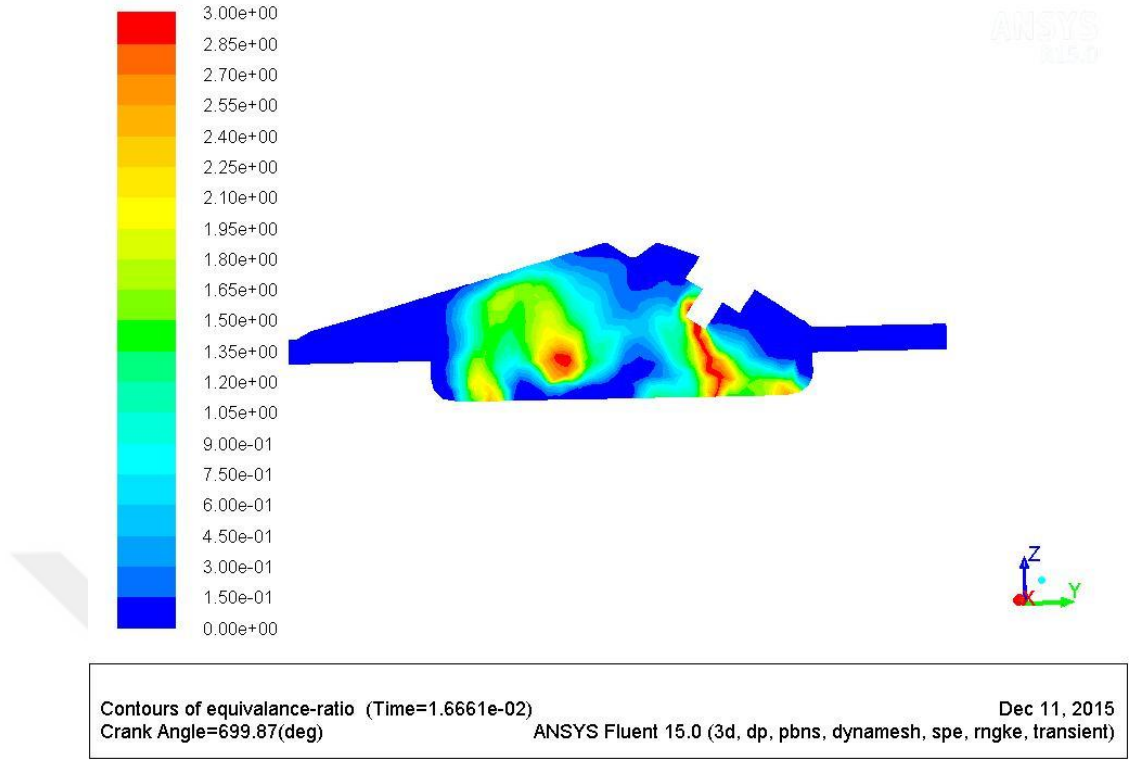 3.00e+00
2.85e+00
2.70e+00
2.55e+00
2.40e+00
2.25e+00
2.10e+00
1.95e+00
1.80e+00
1.65e+00
1.50e+00
1.35e+00
1.20e+00
1.05e+00
9.00e-01
7.50e-01
6.00e-01
4.50e-01
3.00e-01
1.50e-01
0.00e+00
ANSYS
R15.0
Z
Y
X
Contours of equivalance-ratio (Time=1.6661e-02)
Crank Angle=699.87(deg)
Dec 11, 2015
ANSYS Fluent 15.0 (3d, dp, pbns, dynamesh, spe, rngke, transient)